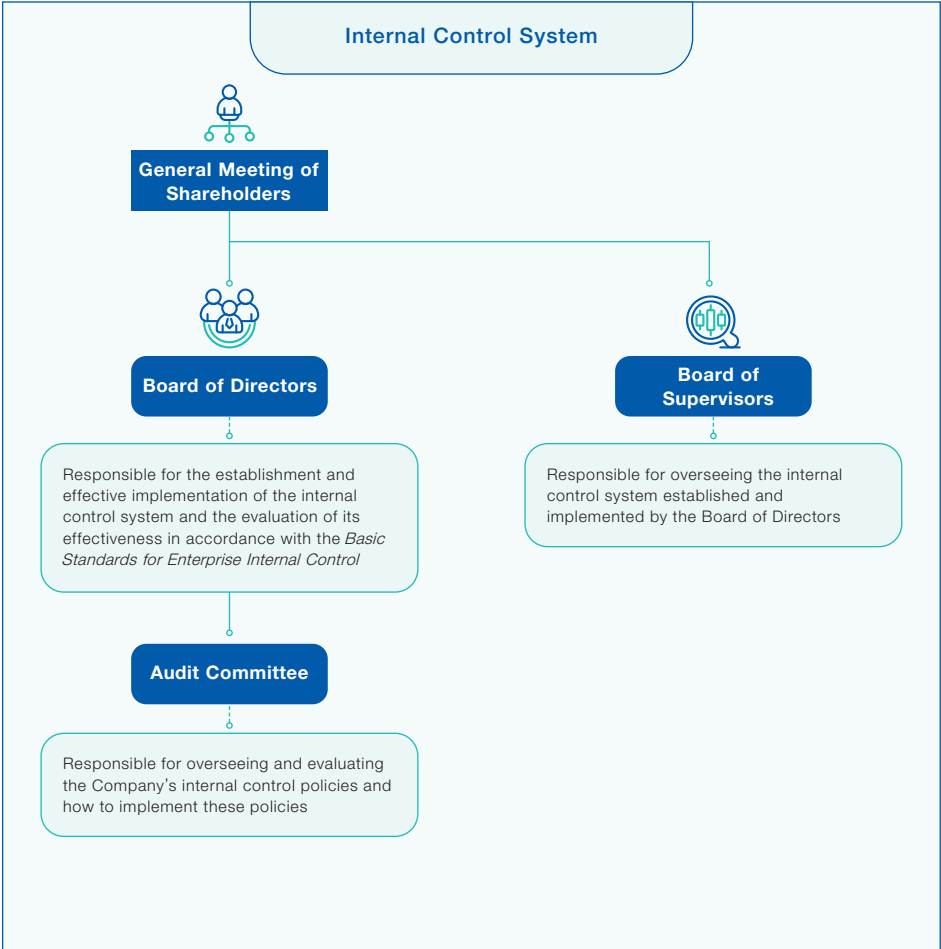 Internal Control System
General Meeting of
Shareholders
Board of Directors
Board of
Supervisors
Responsible for the establishment and
effective implementation of the internal
control system and the evaluation of its
effectiveness in accordance with the Basic
Standards for Enterprise Internal Control
Responsible for overseeing the internal
control system established and
implemented by the Board of Directors
Audit Committee
Responsible for overseeing and evaluating
the Company's internal control policies and
how to implement these policies